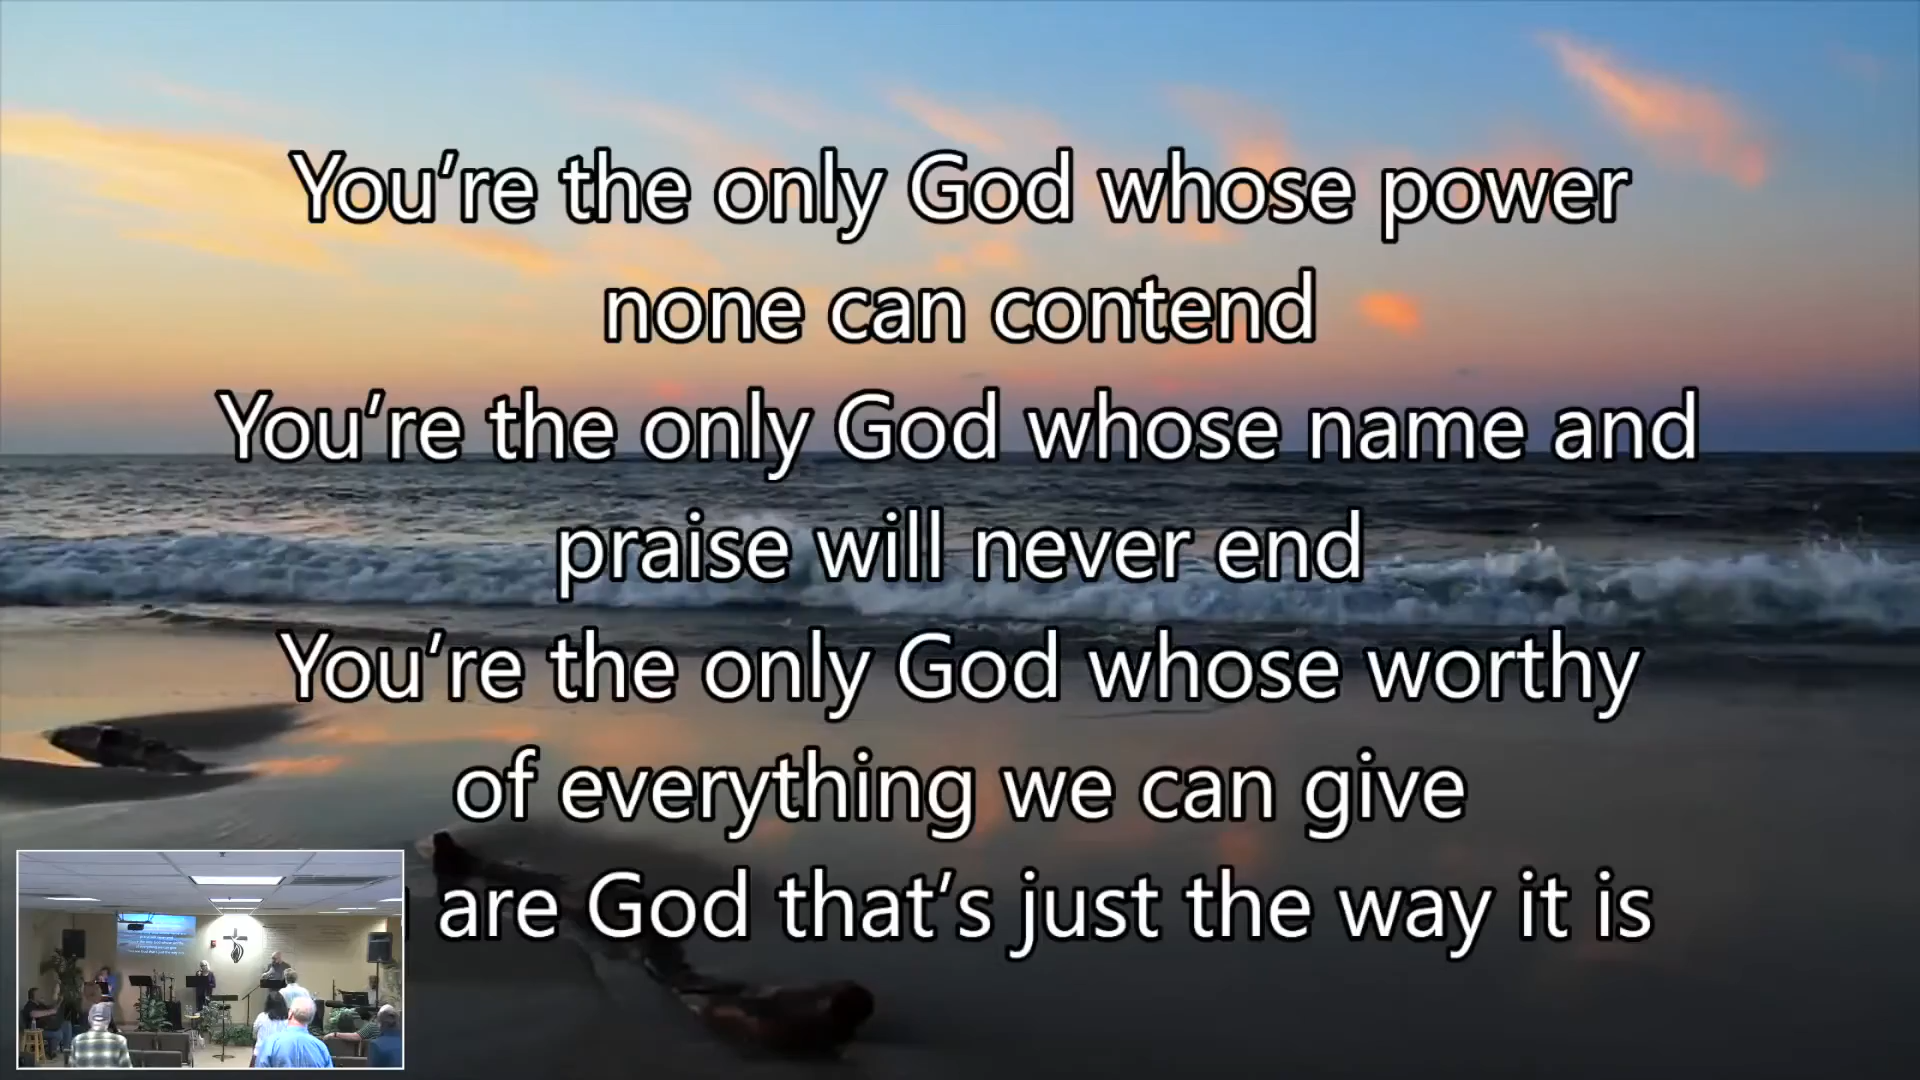 You’re the only God whose power
none can contend
You’re the only God whose name and
praise will never end
You’re the only God whose worthy
of everything we can give
are God that’s just the way it is